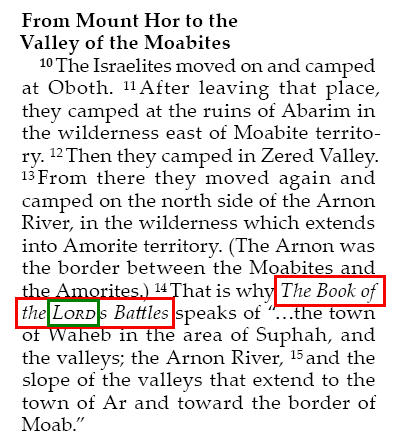 From Mount Hor to the
Valley of the Moabites
10 The Israelites moved on and camped
at Oboth. 11 After leaving that place,
they camped at the ruins of Abarim in
the wilderness east of Moabite territo-
ry. 12 Then they camped in Zered Valley.
13 From there they moved again and
camped on the north side of the Arnon
River, in the wilderness which extends
into Amorite territory. (The Arnon was
the border between the Moabites and
the Amorites.) 14 That is why The Book of
the LORDs Battles speaks of “...the town
of Waheb in the area of Suphah, and
the valleys; the Arnon River, 15 and the
slope of the valleys that extend to the
town of Ar and toward the border of
Moab.”